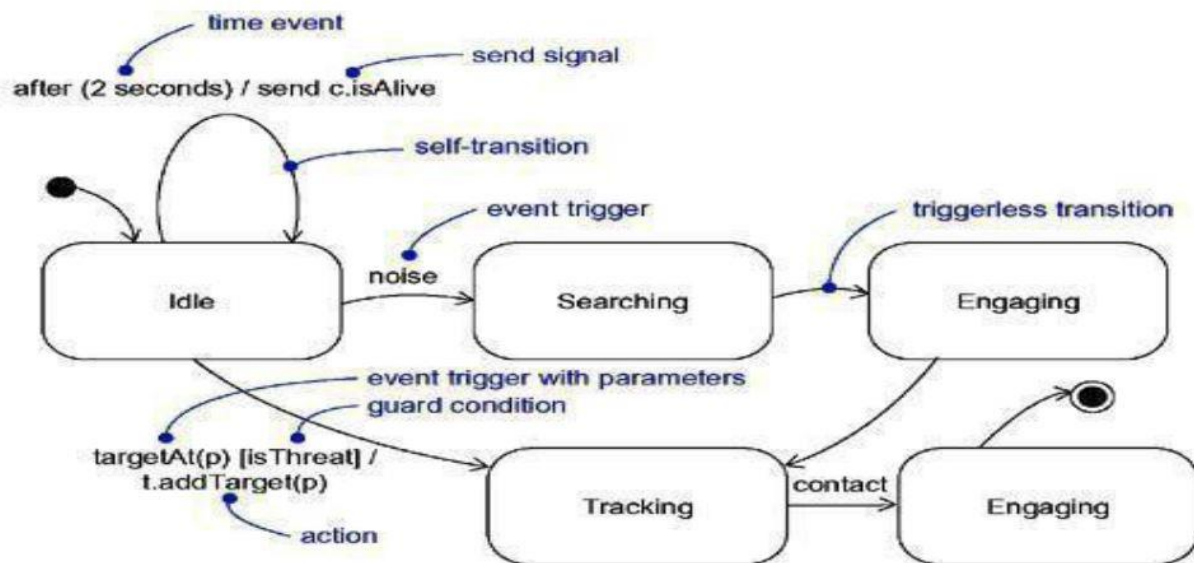 time event
send signal
after (2 seconds) / send c.isAlive
self-transition
event trigger
triggerless transition
noise
Idle
Searching
Engaging
event trigger with parameters
guard condition
targetAt(p) [isThreat] /
t.addTarget(p)
action
Tracking
contact
Engaging